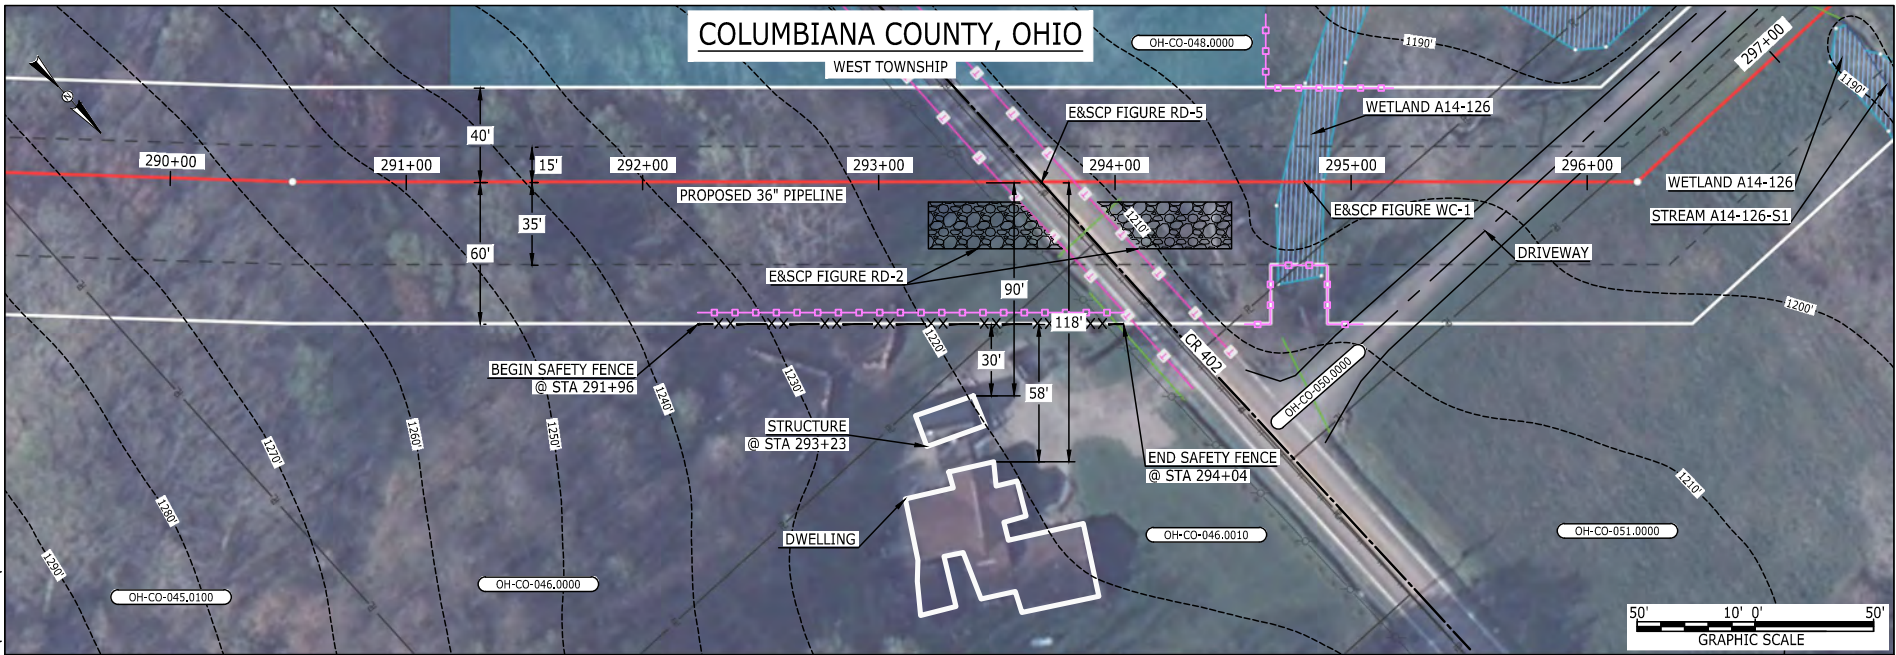 COLUMBIANA COUNTY, OHIO
WEST TOWNSHIP
OH-CO-048.0000
1190'
297+00
1190'
E&SCP FIGURE RD-5
WETLAND A14-126
40'
15'
290+00
291+00
292+00
293+00
294+00
295+00
296+00
PROPOSED 36" PIPELINE
WETLAND A14-126
E&SCP FIGURE WC-1
STREAM A14-126-S1
35'
60'
1210'
DRIVEWAY
E&SCP FIGURE RD-2
90'
118'
1200'
1220'
30'
58'
CR 402
BEGIN SAFETY FENCE
@ STA 291+96
1230'
1240'
OH-CO-050.0000
STRUCTURE
@ STA 293+23
1260'
1250'
1270'
END SAFETY FENCE
@ STA 294+04
1210'
1280'
DWELLING
OH-CO-046.0010
OH-CO-051.0000
1290'
OH-CO-045.0100
OH-CO-046.0000
50' 10' 0' 50'
GRAPHIC SCALE